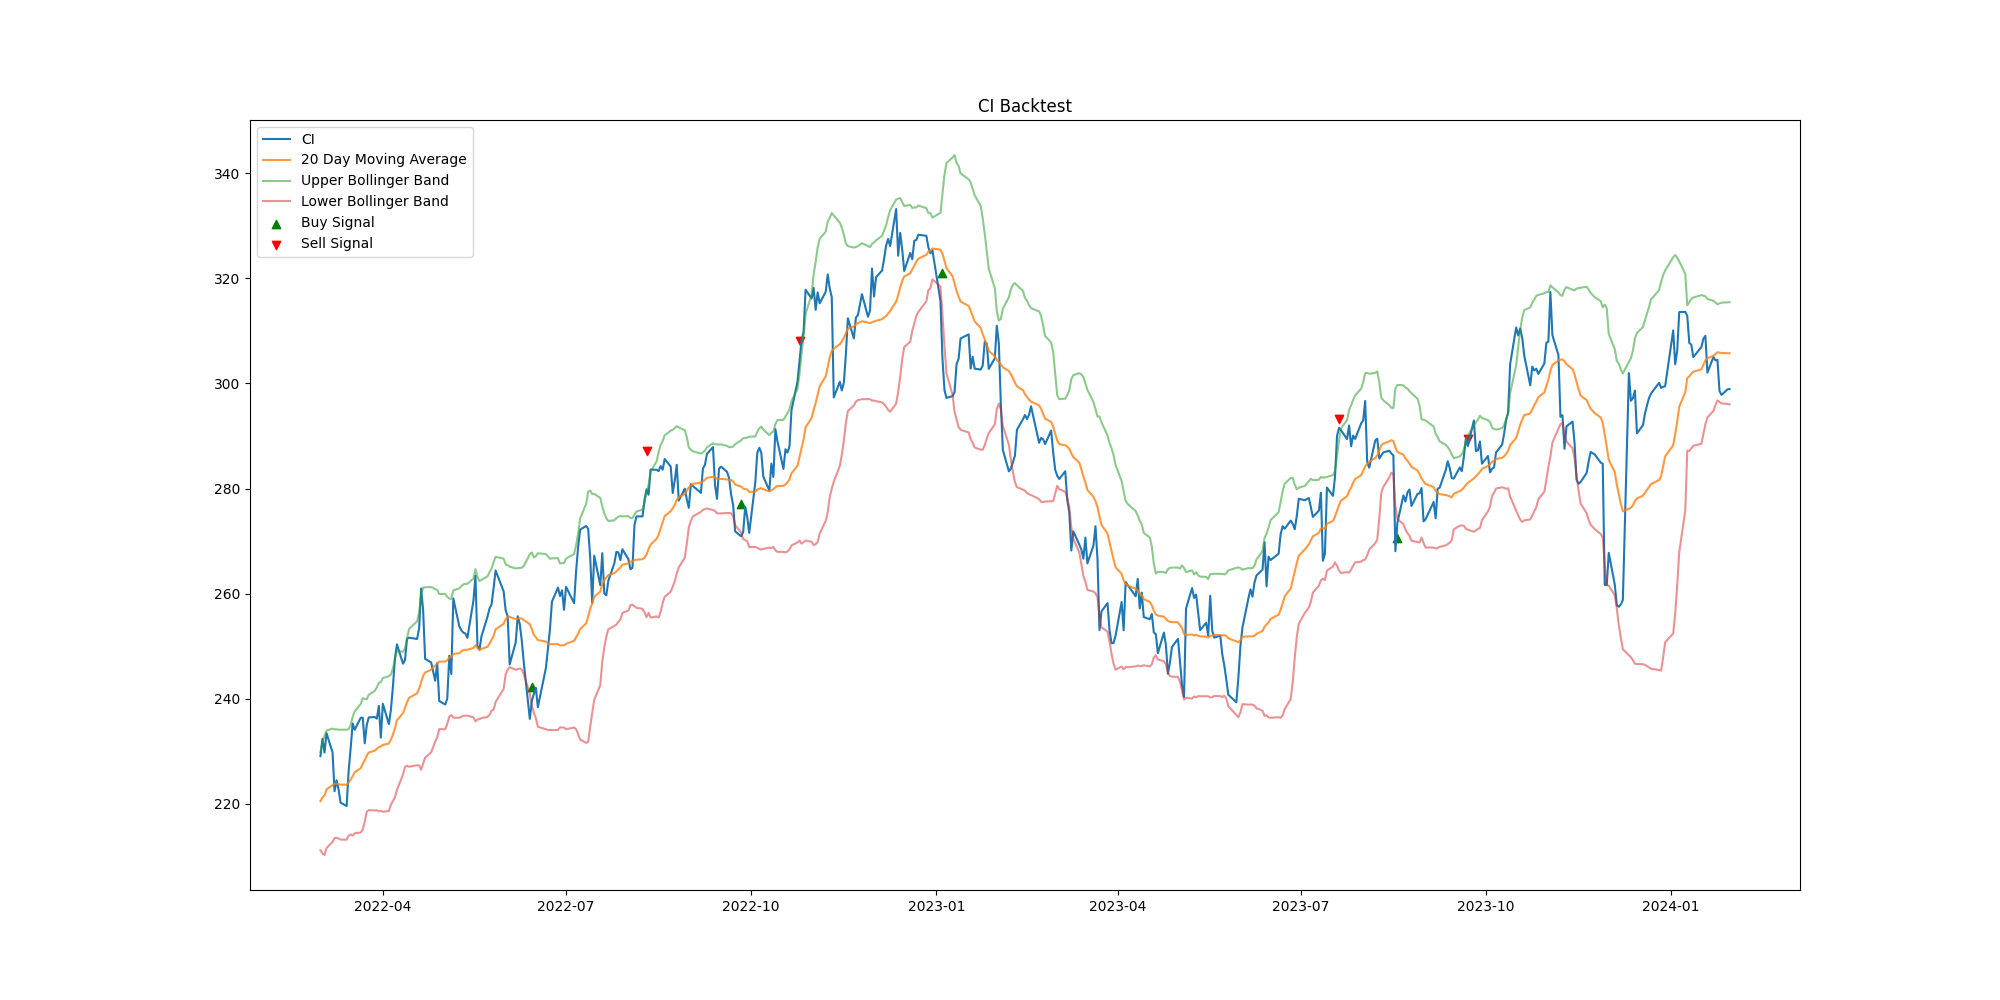 CI Backtest
CI
20 Day Moving Average
Upper Bollinger Band
Lower Bollinger Band
Buy Signal
Sell Signal
340
320
300
280
260
240
220
2022-04 2022-07 2022-10 2023-01 2023-04 2023-07 2023-10 2024-01